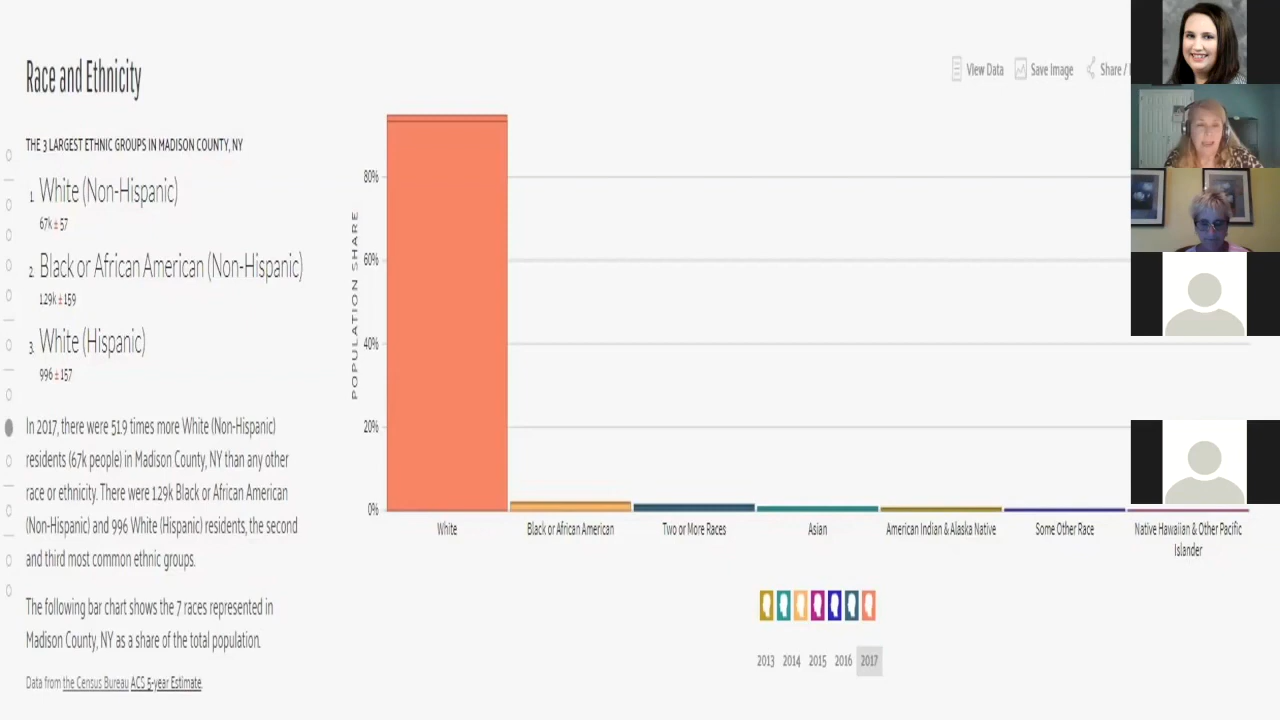 Race and Ethnicity
View Data
Save Image
Share /
THE 3 LARGEST ETHNIC GROUPS IN MADISON COUNTY, NY
1. White (Non-Hispanic)
67k ± 57
2. Black or African American (Non-Hispanic)
1.29k ± 159
3. White (Hispanic)
996 ± 157
In 2017, there were 51.9 times more White (Non-Hispanic)
residents (67k people) in Madison County, NY than any other
race or ethnicity. There were 1.29k Black or African American
(Non-Hispanic) and 996 White (Hispanic) residents, the second
and third most common ethnic groups.
The following bar chart shows the 7 races represented in
Madison County, NY as a share of the total population.
Data from the Census Bureau ACS 5-year Estimate.
POPULATION SHARE
80%
60%
40%
20%
0%
White
Black or African American
Two or More Races
Asian
American Indian & Alaska Native
Some Other Race
Native Hawaiian & Other Pacific
Islander
2013 2014 2015 2016 2017